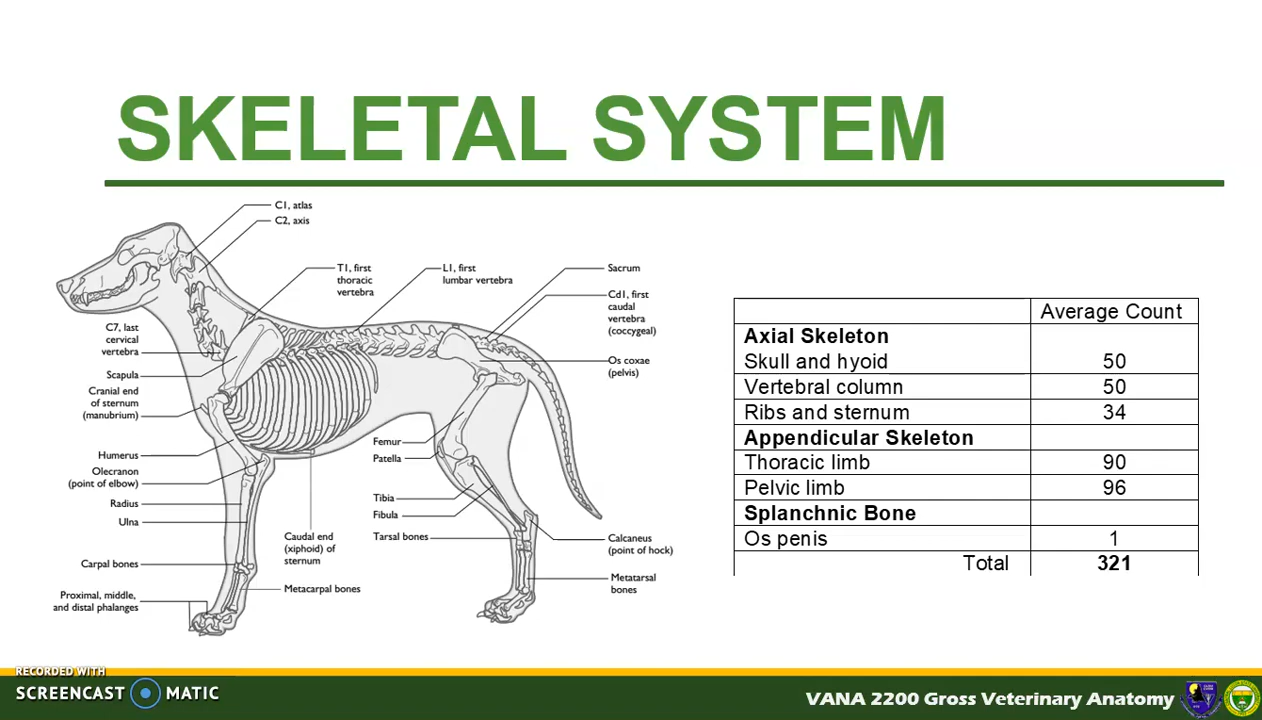 SKELETAL SYSTEM
C1, atlas
C2, axis
T1, first
thoracic
vertebra
L1, first
lumbar vertebra
Sacrum
Cd1, first
caudal
vertebra
(coccygeal)
Os coxae
(pelvis)
C7, last
cervical
vertebra
Scapula
Cranial end
of sternum
(manubrium)
Humerus
Olecranon
(point of elbow)
Radius
Ulna
Carpal bones
Proximal, middle,
and distal phalanges
Caudal end
(xiphoid) of
sternum
Metacarpal bones
Femur
Patella
Tibia
Fibula
Tarsal bones
Calcaneus
(point of hock)
Metatarsal
bones
Average Count
Axial Skeleton
Skull and hyoid 50
Vertebral column 50
Ribs and sternum 34
Appendicular Skeleton
Thoracic limb 90
Pelvic limb 96
Splanchnic Bone
Os penis 1
Total 321
RECORDED WITH
SCREENCAST MATIC
VANA 2200 Gross Veterinary Anatomy